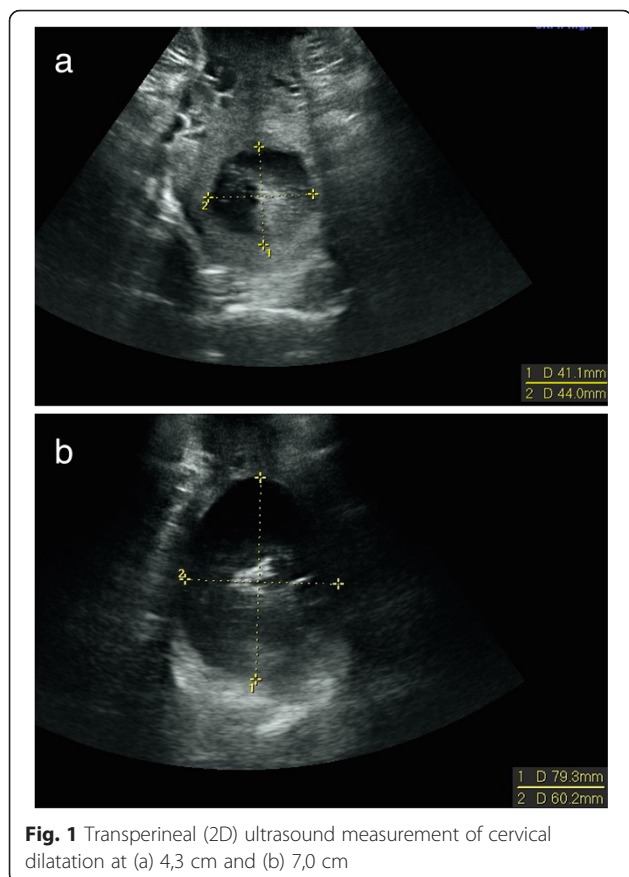 a
2
1
1 D 41.1mm
2 D 44.0mm
b
2
1
1 D 79.3mm
2 D 60.2mm
Fig. 1 Transperineal (2D) ultrasound measurement of cervical
dilatation at (a) 4,3 cm and (b) 7,0 cm